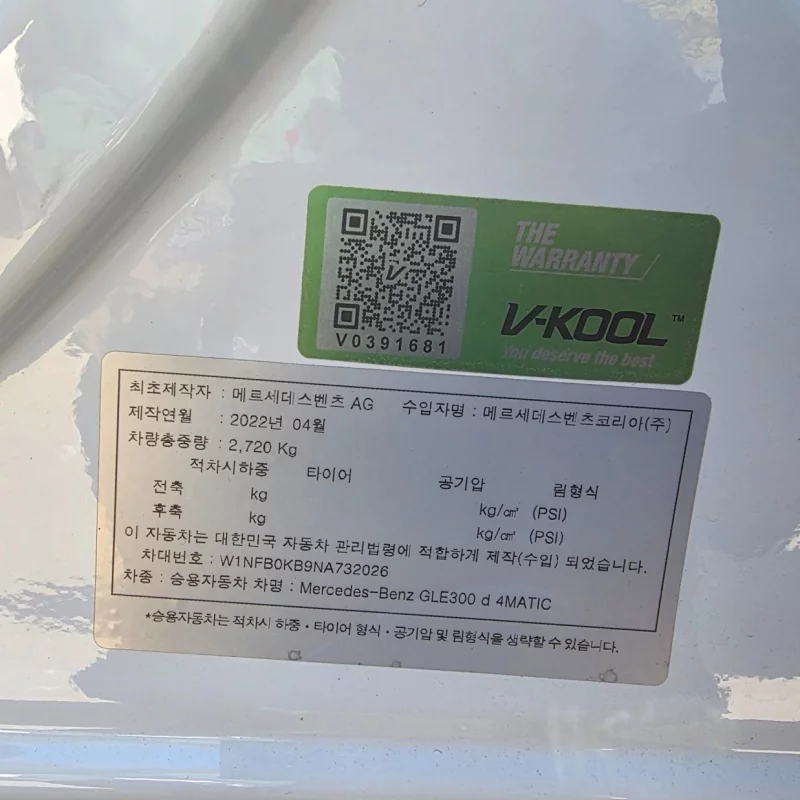 THE
WARRANTY
V-KOOL™
You deserve the best
V0391681
최초제작자 : 메르세데스벤츠 AG 수입자명 : 메르세데스벤츠코리아(주)
제작연월 : 2022년 04월
차량총중량 : 2,720 Kg
적차시하중 타이어 공기압 림형식
전축 kg kg/㎠ (PSI)
후축 kg kg/㎠ (PSI)
이 자동차는 대한민국 자동차 관리법령에 적합하게 제작(수입) 되었습니다.
차대번호 : W1NFB0KB9NA732026
차종 : 승용자동차 차명 : Mercedes-Benz GLE300 d 4MATIC
*승용자동차는 적차시 하중·타이어 형식·공기압 및 림형식을 생략할 수 있습니다.